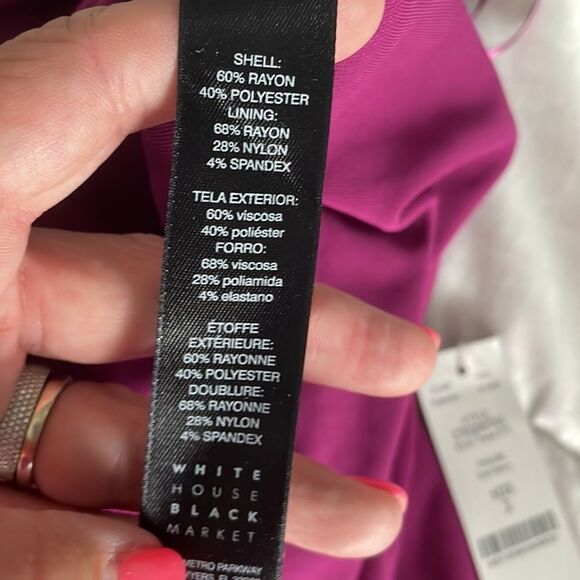 SHELL:
60% RAYON
40% POLYESTER
LINING:
68% RAYON
28% NYLON
4% SPANDEX
TELA EXTERIOR:
60% viscosa
40% poliéster
FORRO:
68% viscosa
28% poliamida
4% elastano
ÉTOFFE
EXTÉRIEURE:
60% RAYONNE
40% POLYESTER
DOUBLURE:
68% RAYONNE
28% NYLON
4% SPANDEX
WHITE
HOUSE
BLACK
MARKET
METRO PARKWAY